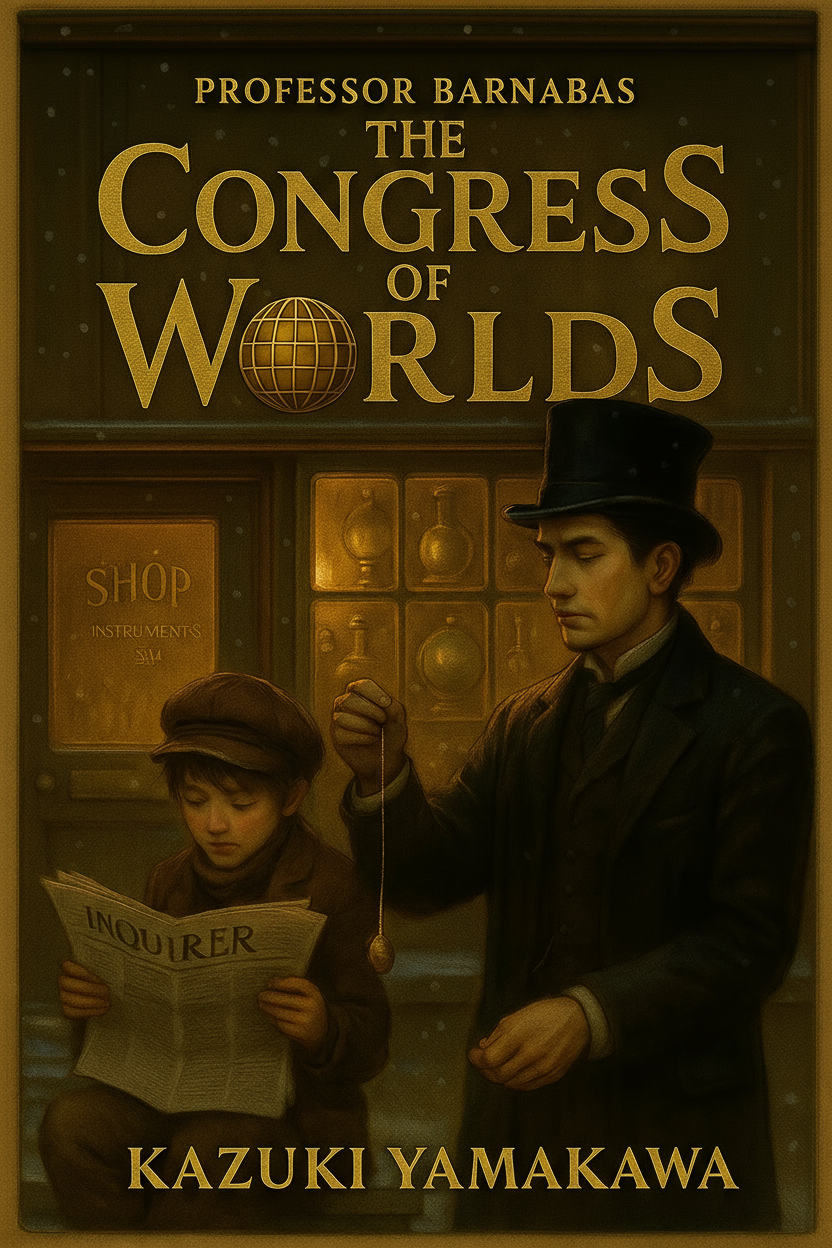 PROFESSOR BARNABAS
THE
CONGRESS
OF
WORLDS
SHOP
INSTRUMENTS
INQUIRER
KAZUKI YAMAKAWA